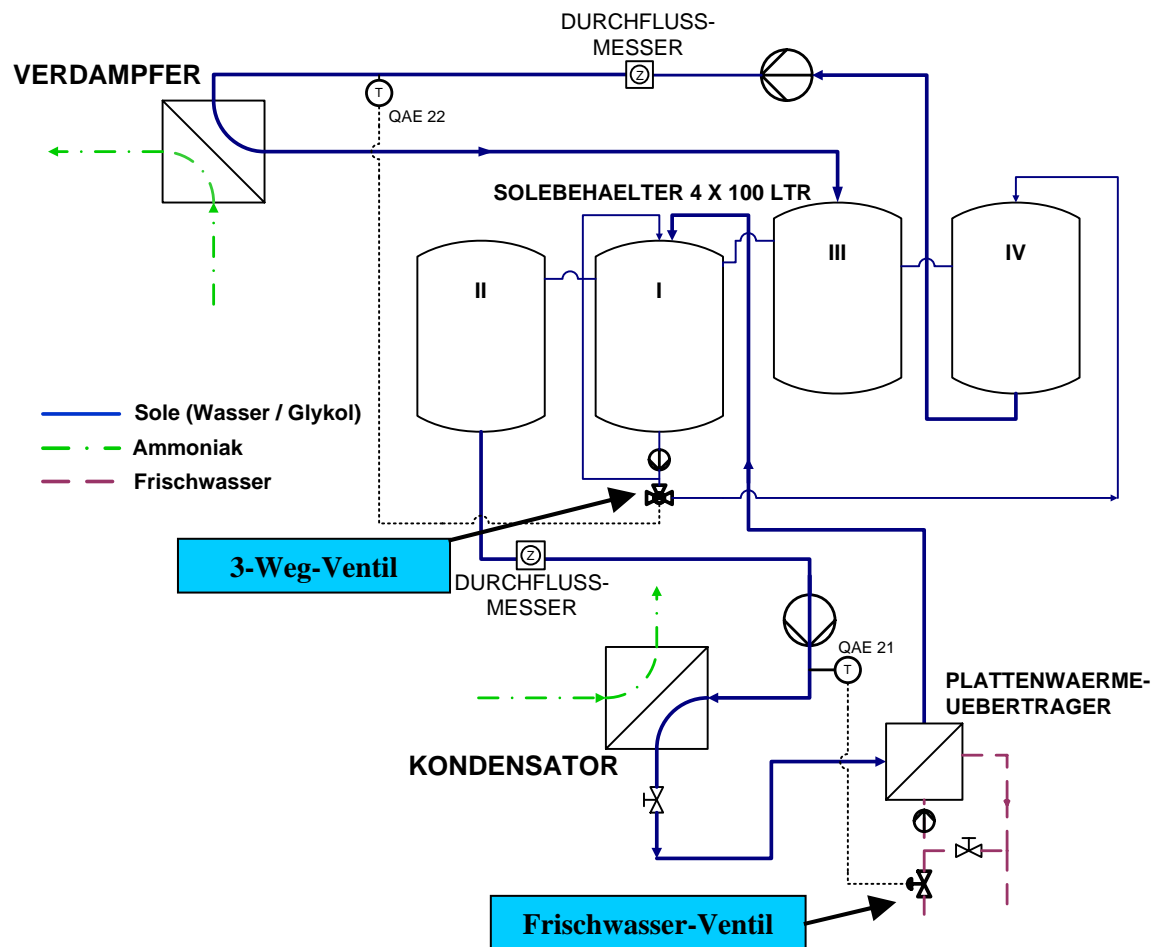 DURCHFLUSS-
MESSER
VERDAMPFER
Z
T
QAE 22
SOLEBEHAELTER 4 X 100 LTR
II
I
III
IV
Sole (Wasser / Glykol)
Ammoniak
Frischwasser
3-Weg-Ventil
Z
DURCHFLUSS-
MESSER
QAE 21
T
PLATTENWAERME-
UEBERTRAGER
KONDENSATOR
Frischwasser-Ventil